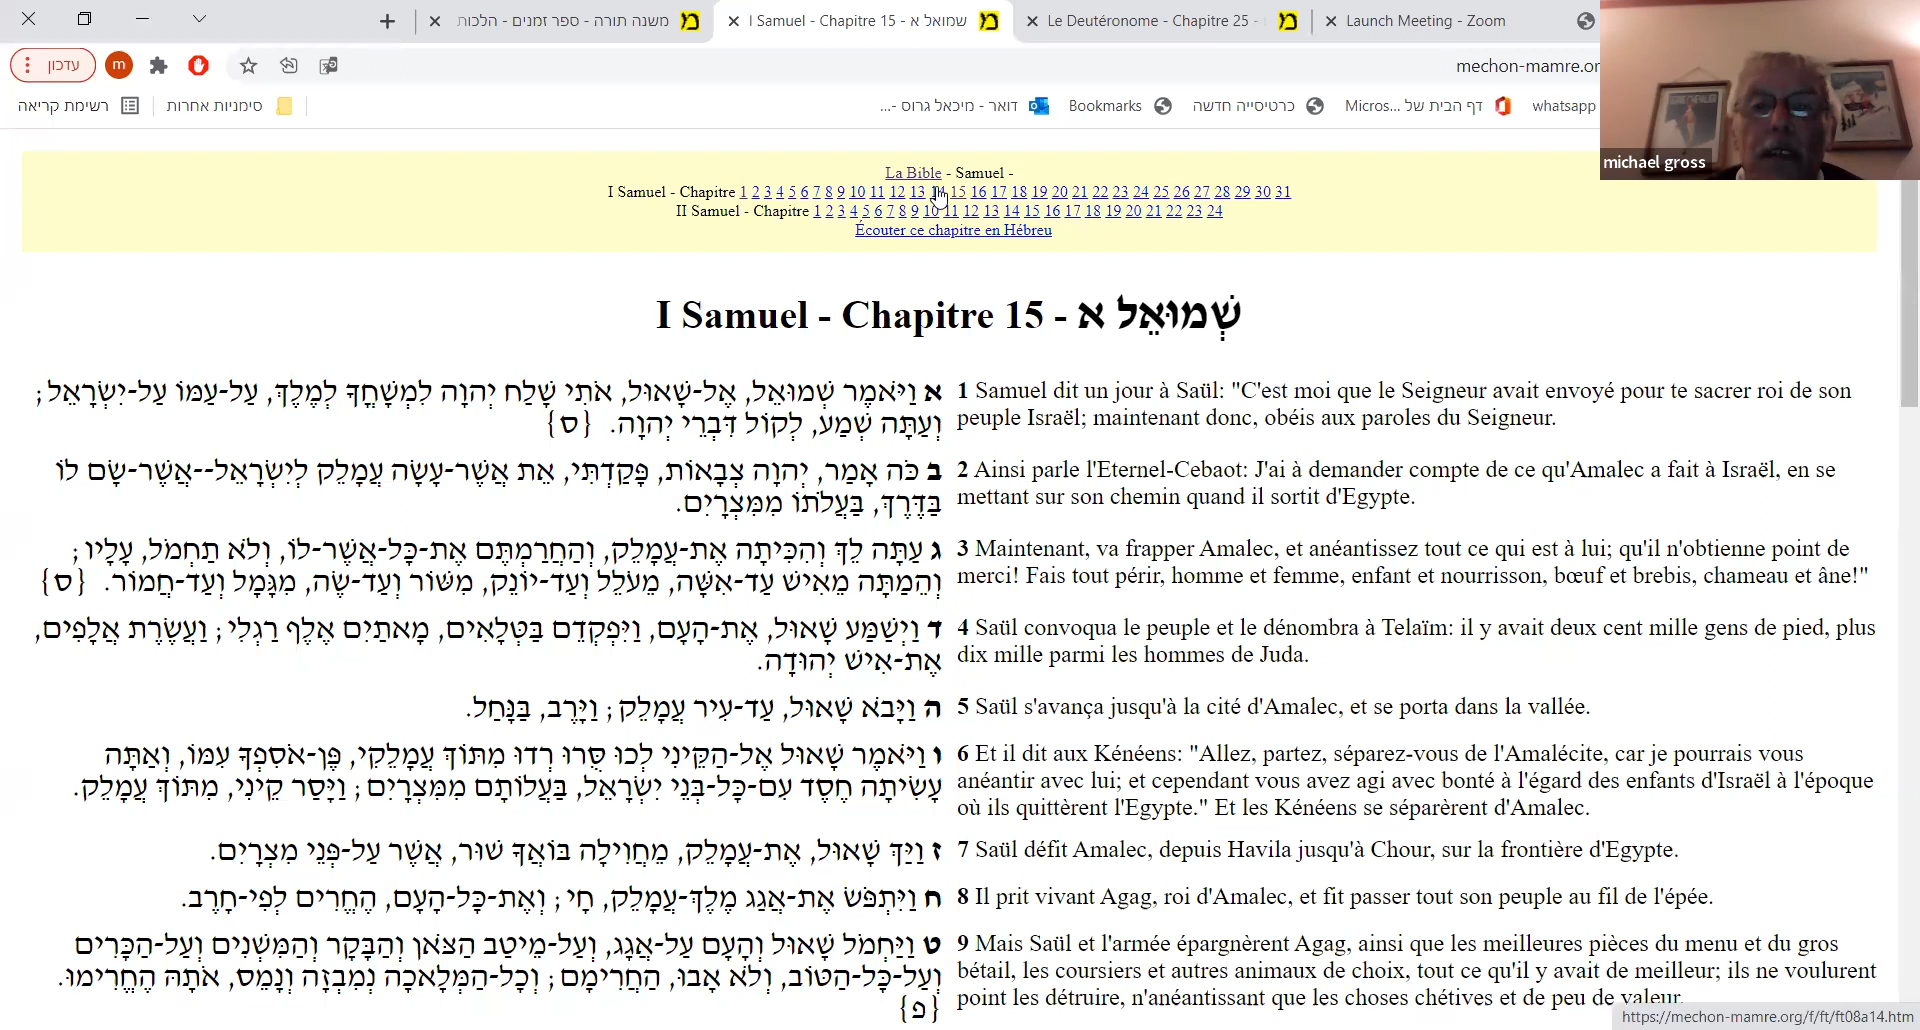 משנה תורה - ספר זמנים - הלכות
I Samuel - Chapitre 15 - שמואל א
Le Deutéronome - Chapitre 25 -
Launch Meeting - Zoom
עדכון
m
mechon-mamre.or
רשימת קריאה
סימניות אחרות
דואר - מיכאל גרוס -...
Bookmarks
כרטיסייה חדשה
דף הבית של Micros...
whatsapp
michael gross
La Bible - Samuel -
I Samuel - Chapitre 1 2 3 4 5 6 7 8 9 10 11 12 13 14 15 16 17 18 19 20 21 22 23 24 25 26 27 28 29 30 31
II Samuel - Chapitre 1 2 3 4 5 6 7 8 9 10 11 12 13 14 15 16 17 18 19 20 21 22 23 24
Écouter ce chapitre en Hébreu
I Samuel - Chapitre 15 - שְׁמוּאֵל א
א וַיֹּאמֶר שְׁמוּאֵל, אֶל-שָׁאוּל, אֹתִי שָׁלַח יְהוָה לִמְשָׁחֳךָ לְמֶלֶךְ, עַל-עַמּוֹ עַל-יִשְׂרָאֵל;
וְעַתָּה שְׁמַע, לְקוֹל דִּבְרֵי יְהוָה. {ס}
1 Samuel dit un jour à Saül: "C'est moi que le Seigneur avait envoyé pour te sacrer roi de son
peuple Israël; maintenant donc, obéis aux paroles du Seigneur.
ב כֹּה אָמַר, יְהוָה צְבָאוֹת, פָּקַדְתִּי, אֵת אֲשֶׁר-עָשָׂה עֲמָלֵק לְיִשְׂרָאֵל--אֲשֶׁר-שָׂם לוֹ
בַּדֶּרֶךְ, בַּעֲלֹתוֹ מִמִּצְרָיִם.
2 Ainsi parle l'Eternel-Cebaot: J'ai à demander compte de ce qu'Amalec a fait à Israël, en se
mettant sur son chemin quand il sortit d'Egypte.
ג עַתָּה לֵךְ וְהִכִּיתָה אֶת-עֲמָלֵק, וְהַחֲרַמְתֶּם אֶת-כָּל-אֲשֶׁר-לוֹ, וְלֹא תַחְמֹל, עָלָיו;
וְהֵמַתָּה מֵאִישׁ עַד-אִשָּׁה, מֵעֹלֵל וְעַד-יוֹנֵק, מִשּׁוֹר וְעַד-שֶׂה, מִגָּמָל וְעַד-חֲמוֹר. {ס}
3 Maintenant, va frapper Amalec, et anéantissez tout ce qui est à lui; qu'il n'obtienne point de
merci! Fais tout périr, homme et femme, enfant et nourrisson, bœuf et brebis, chameau et âne!"
ד וַיְשַׁמַּע שָׁאוּל, אֶת-הָעָם, וַיִּפְקְדֵם בַּטְּלָאִים, מָאתַיִם אֶלֶף רַגְלִי; וַעֲשֶׂרֶת אֲלָפִים,
אֶת-אִישׁ יְהוּדָה.
4 Saül convoqua le peuple et le dénombra à Telaïm: il y avait deux cent mille gens de pied, plus
dix mille parmi les hommes de Juda.
ה וַיָּבֹא שָׁאוּל, עַד-עִיר עֲמָלֵק; וַיָּרֶב, בַּנָּחַל.
5 Saül s'avança jusqu'à la cité d'Amalec, et se porta dans la vallée.
ו וַיֹּאמֶר שָׁאוּל אֶל-הַקֵּינִי לְכוּ סֻּרוּ רְדוּ מִתּוֹךְ עֲמָלֵקִי, פֶּן-אֹסִפְךָ עִמּוֹ, וְאַתָּה
עָשִׂיתָה חֶסֶד עִם-כָּל-בְּנֵי יִשְׂרָאֵל, בַּעֲלוֹתָם מִמִּצְרָיִם; וַיָּסַר קֵינִי, מִתּוֹךְ עֲמָלֵק.
6 Et il dit aux Kénéens: "Allez, partez, séparez-vous de l'Amalécite, car je pourrais vous
anéantir avec lui; et cependant vous avez agi avec bonté à l'égard des enfants d'Israël à l'époque
où ils quittèrent l'Egypte." Et les Kénéens se séparèrent d'Amalec.
ז וַיַּךְ שָׁאוּל, אֶת-עֲמָלֵק, מֵחֲוִילָה בּוֹאֲךָ שׁוּר, אֲשֶׁר עַל-פְּנֵי מִצְרָיִם.
7 Saül défit Amalec, depuis Havila jusqu'à Chour, sur la frontière d'Egypte.
ח וַיִּתְפֹּשׂ אֶת-אֲגַג מֶלֶךְ-עֲמָלֵק, חָי; וְאֶת-כָּל-הָעָם, הֶחֱרִים לְפִי-חָרֶב.
8 Il prit vivant Agag, roi d'Amalec, et fit passer tout son peuple au fil de l'épée.
ט וַיַּחְמֹל שָׁאוּל וְהָעָם עַל-אֲגָג, וְעַל-מֵיטַב הַצֹּאן וְהַבָּקָר וְהַמִּשְׁנִים וְעַל-הַכָּרִים
וְעַל-כָּל-הַטּוֹב, וְלֹא אָבוּ, הַחֲרִימָם; וְכָל-הַמְּלָאכָה נְמִבְזָה וְנָמֵס, אֹתָהּ הֶחֱרִימוּ.
{פ}
9 Mais Saül et l'armée épargnèrent Agag, ainsi que les meilleures pièces du menu et du gros
bétail, les coursiers et autres animaux de choix, tout ce qu'il y avait de meilleur; ils ne voulurent
point les détruire, n'anéantissant que les choses chétives et de peu de valeur.
https://mechon-mamre.org/f/ft/ft08a14.htm